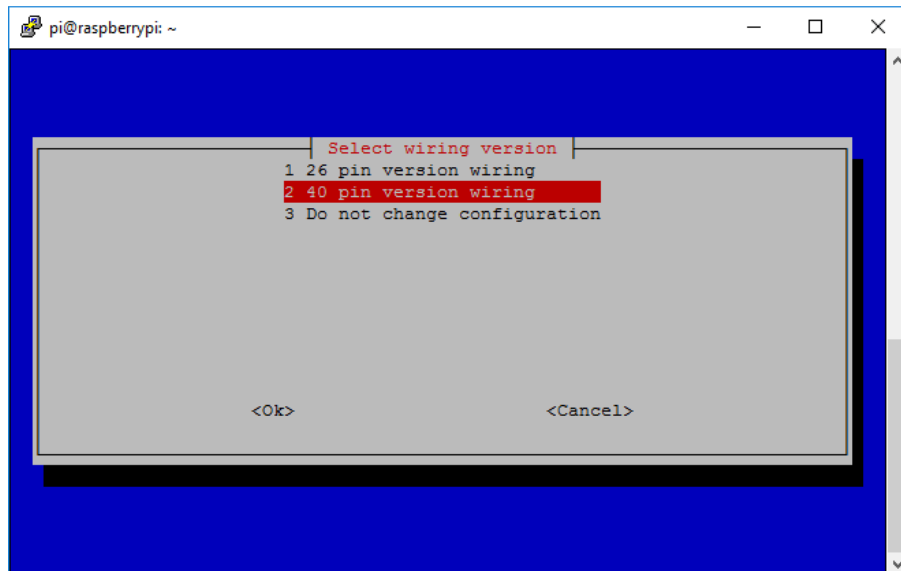 pi@raspberrypi: ~
Select wiring version
1 26 pin version wiring
2 40 pin version wiring
3 Do not change configuration
<Ok> <Cancel>